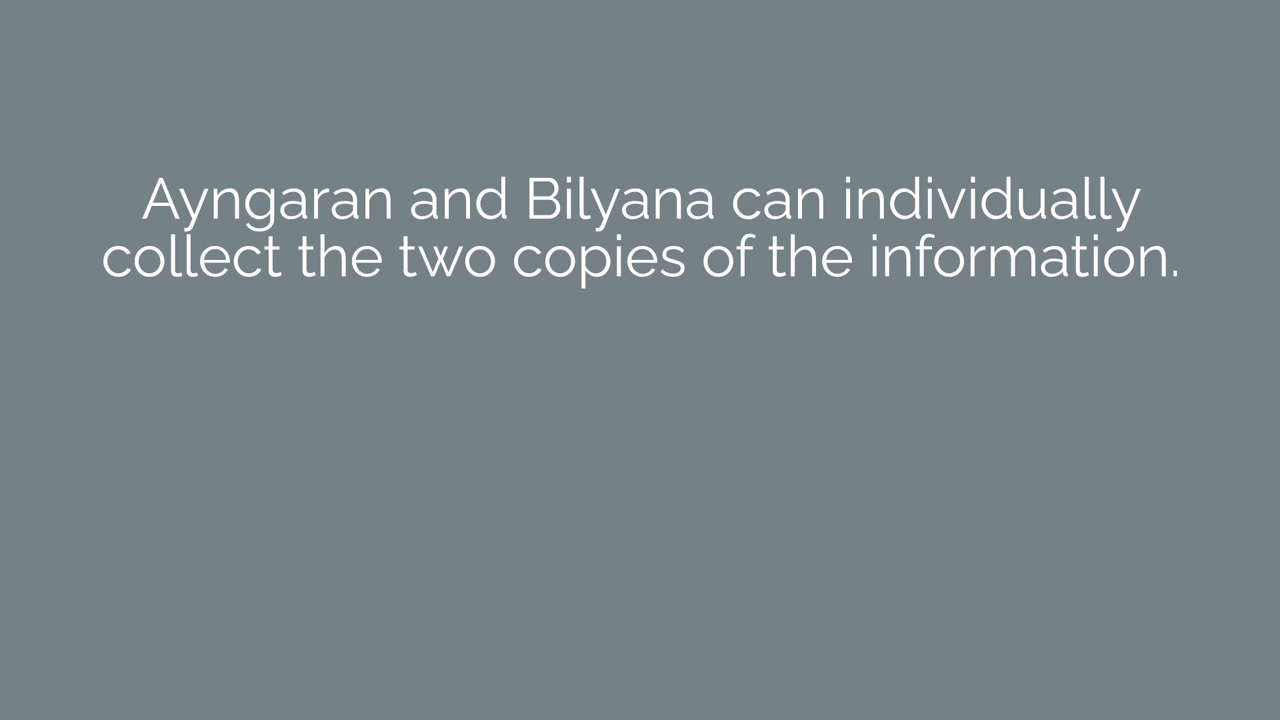 Ayngaran and Bilyana can individually
collect the two copies of the information.